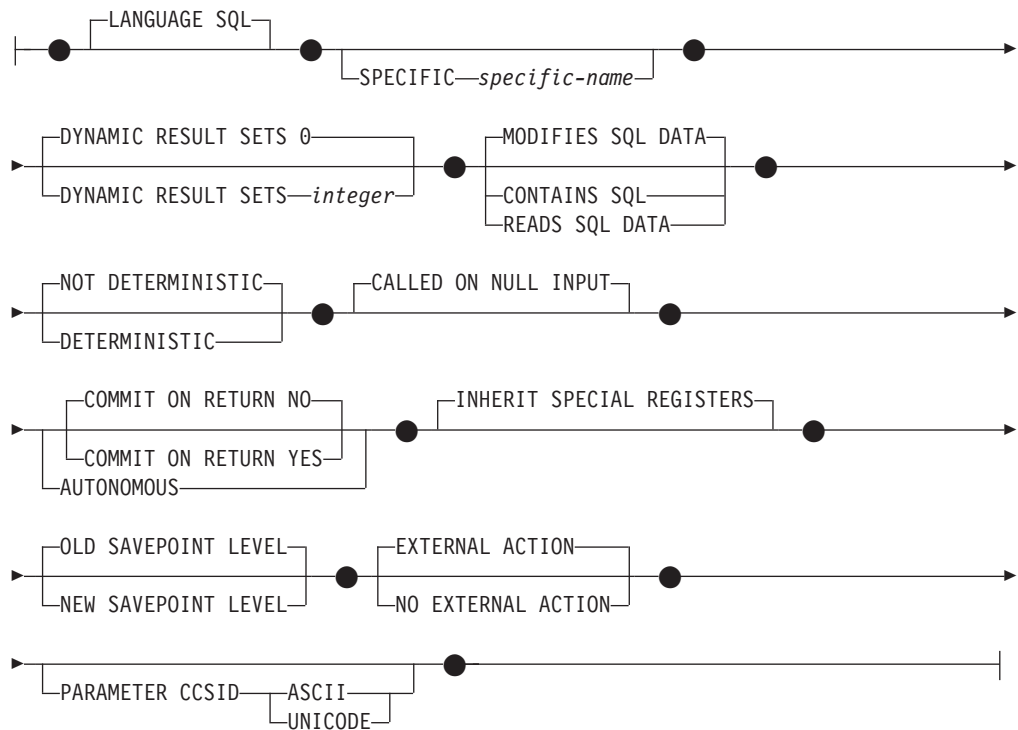 LANGUAGE SQL
SPECIFIC specific-name
DYNAMIC RESULT SETS 0
DYNAMIC RESULT SETS integer
MODIFIES SQL DATA
CONTAINS SQL
READS SQL DATA
NOT DETERMINISTIC
DETERMINISTIC
CALLED ON NULL INPUT
COMMIT ON RETURN NO
COMMIT ON RETURN YES
AUTONOMOUS
INHERIT SPECIAL REGISTERS
OLD SAVEPOINT LEVEL
NEW SAVEPOINT LEVEL
EXTERNAL ACTION
NO EXTERNAL ACTION
PARAMETER CCSID
ASCII
UNICODE